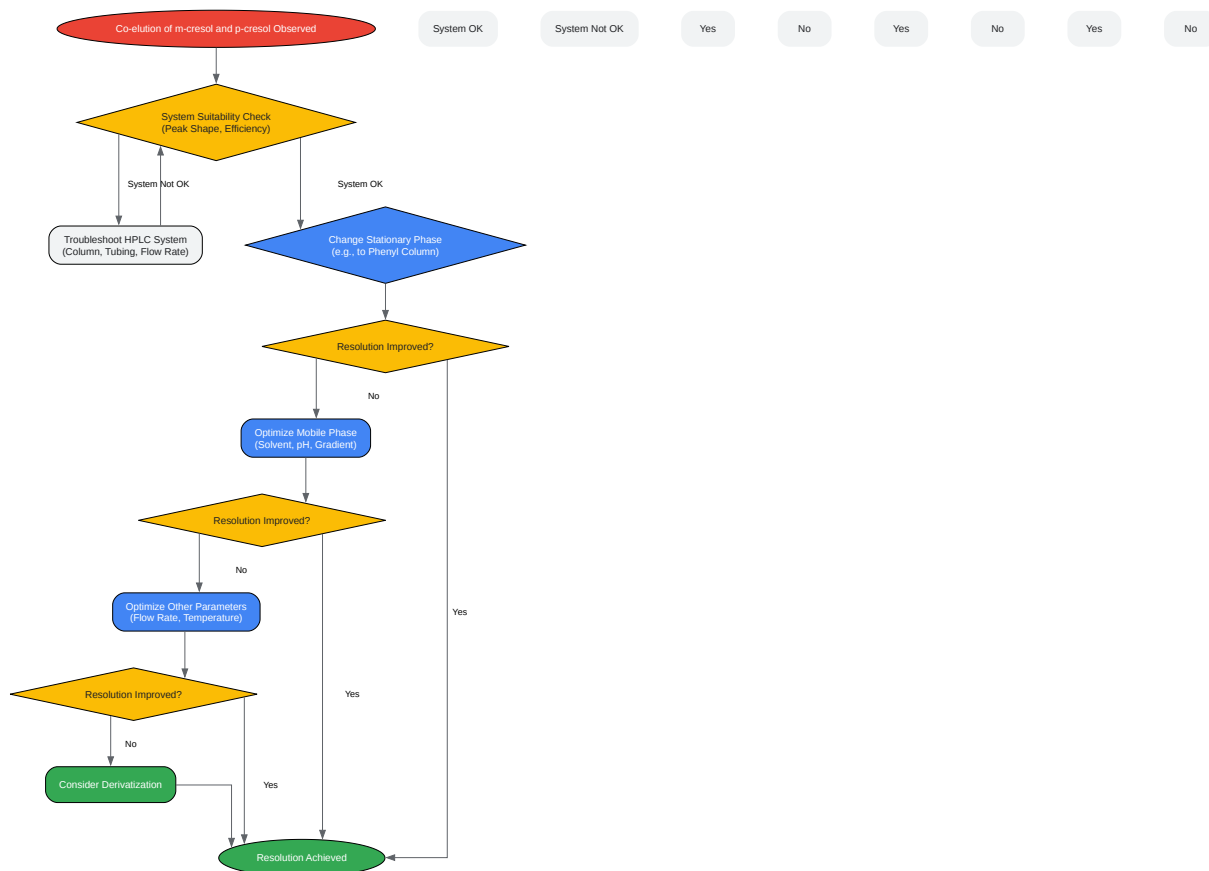 Co-elution of m-cresol and p-cresol Observed
System OK
System Not OK
Yes
No
Yes
No
Yes
No
System Suitability Check
(Peak Shape, Efficiency)
System Not OK
System OK
Troubleshoot HPLC System
(Column, Tubing, Flow Rate)
Change Stationary Phase
(e.g., to Phenyl Column)
Resolution Improved?
No
Optimize Mobile Phase
(Solvent, pH, Gradient)
Resolution Improved?
No
Optimize Other Parameters
(Flow Rate, Temperature)
Yes
Resolution Improved?
Yes
No
Consider Derivatization
Yes
Resolution Achieved